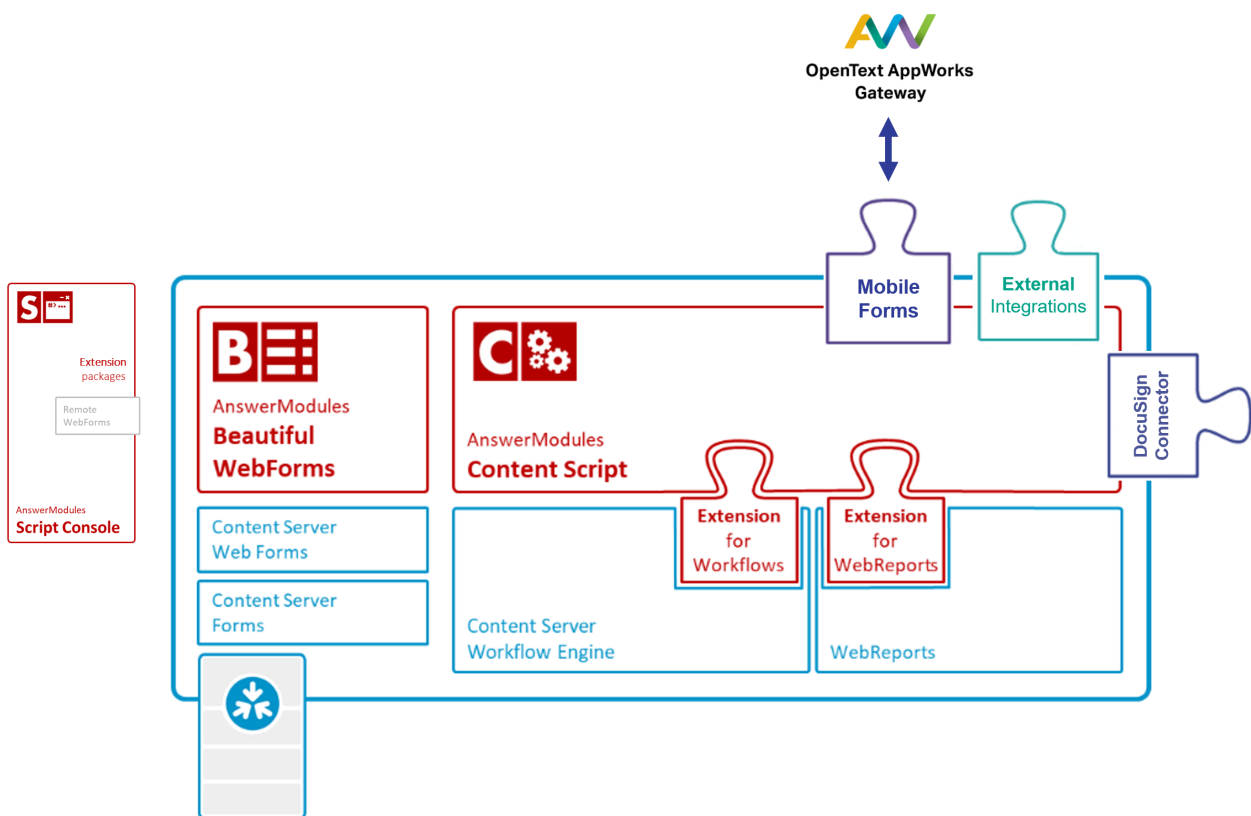 OpenText AppWorks
Gateway
Mobile
Forms
External
Integrations
DocuSign
Connector
S
Extension
packages
Remote
WebForms
AnswerModules
Script Console
B
AnswerModules
Beautiful
WebForms
C
AnswerModules
Content Script
Extension
for
Workflows
Extension
for
WebReports
Content Server
Web Forms
Content Server
Forms
Content Server
Workflow Engine
WebReports